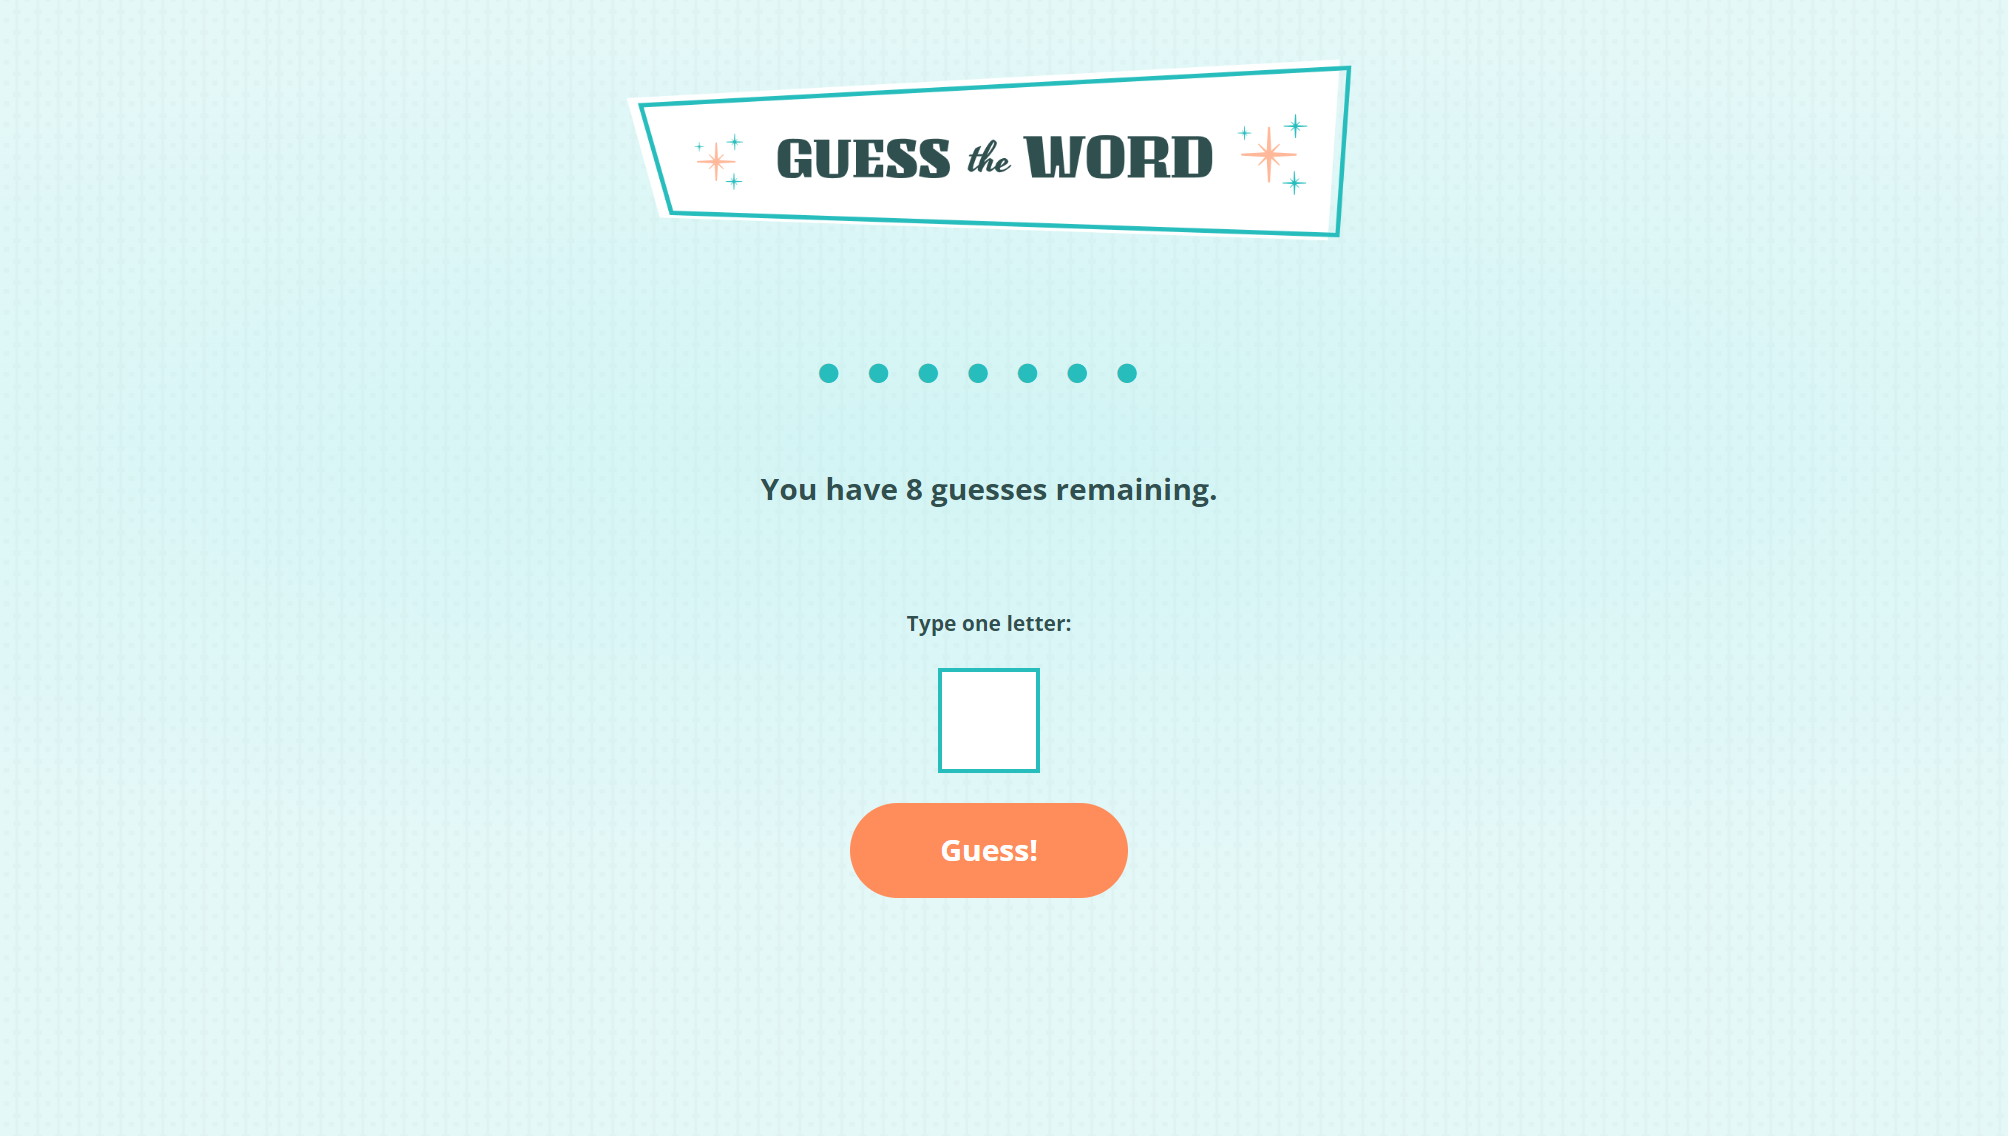 GUESS the WORD
● ● ● ● ● ● ●
You have 8 guesses remaining.
Type one letter:
Guess!